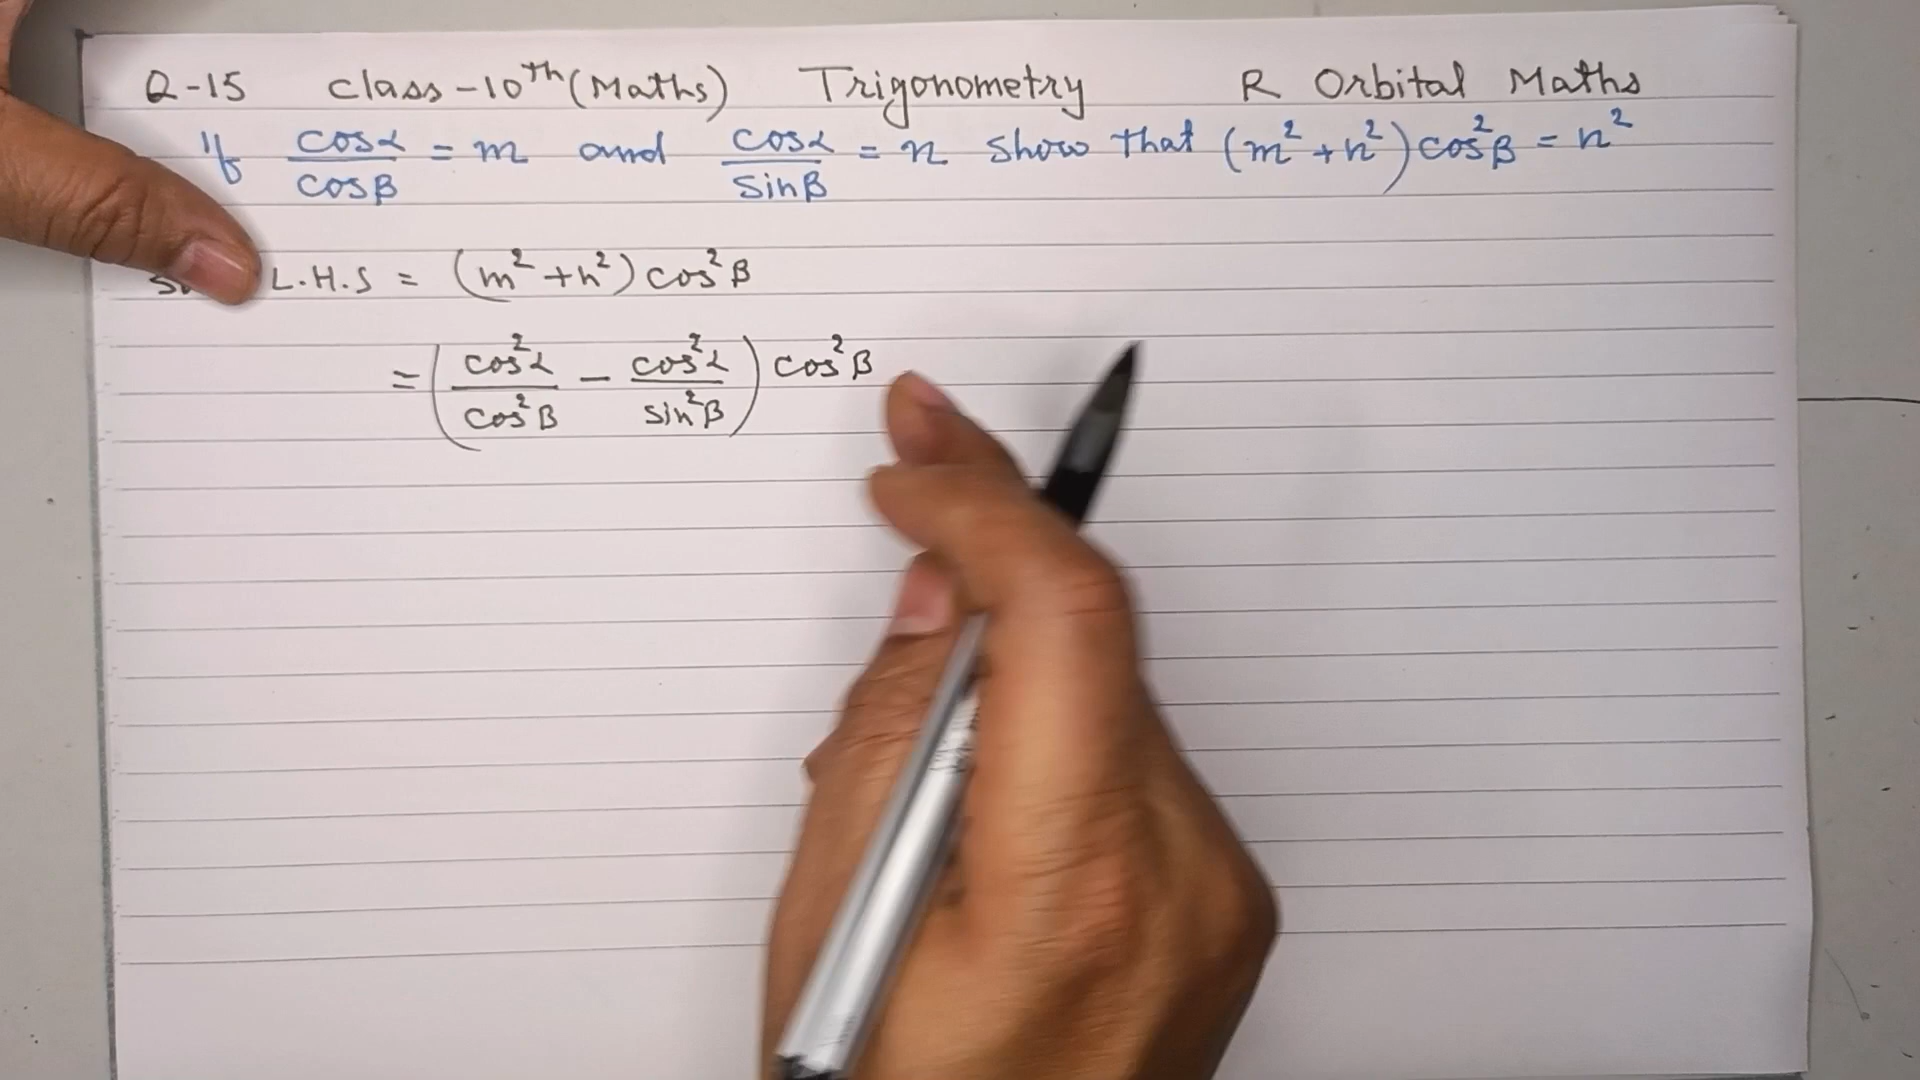 Q-15 Class-10th (Maths) Trigonometry R Orbital Maths
If cosα/cosβ = m and cosα/sinβ = n show that (m² + n²) cos²β = n²
L.H.S = (m² + n²) cos²β
= (cos²α/cos²β − cos²α/sin²β) cos²β